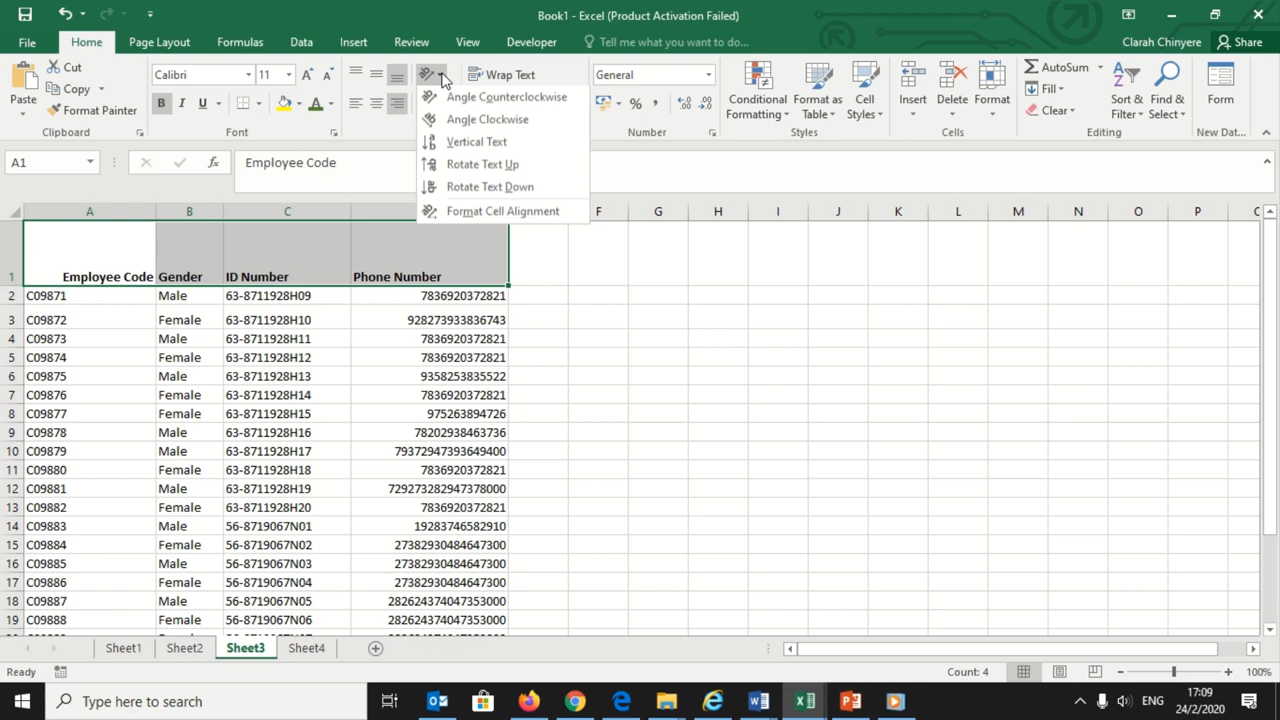 Book1 - Excel (Product Activation Failed)
File Home Page Layout Formulas Data Insert Review View Developer Tell me what you want to do... Clarah Chinyere Share
Paste
Cut
Copy
Format Painter
Clipboard
Calibri 11
B I U A
Font
Wrap Text
Angle Counterclockwise
Angle Clockwise
Vertical Text
Rotate Text Up
Rotate Text Down
Format Cell Alignment
General
%
Number
Conditional Formatting
Format as Table
Cell Styles
Styles
Insert Delete Format
Cells
AutoSum
Fill
Clear
Sort & Filter
Find & Select
Editing
Form
New Dat...
A1 fx Employee Code
A B C F G H I J K L M N O P
1 Employee Code Gender ID Number Phone Number
2 C09871 Male 63-8711928H09 7836920372821
3 C09872 Female 63-8711928H10 928273933836743
4 C09873 Male 63-8711928H11 7836920372821
5 C09874 Female 63-8711928H12 7836920372821
6 C09875 Male 63-8711928H13 9358253835522
7 C09876 Female 63-8711928H14 7836920372821
8 C09877 Female 63-8711928H15 975263894726
9 C09878 Male 63-8711928H16 78202938463736
10 C09879 Male 63-8711928H17 79372947393649400
11 C09880 Female 63-8711928H18 7836920372821
12 C09881 Male 63-8711928H19 729273282947378000
13 C09882 Female 63-8711928H20 7836920372821
14 C09883 Male 56-8719067N01 19283746582910
15 C09884 Female 56-8719067N02 27382930484647300
16 C09885 Male 56-8719067N03 27382930484647300
17 C09886 Female 56-8719067N04 27382930484647300
18 C09887 Male 56-8719067N05 282624374047353000
19 C09888 Female 56-8719067N06 282624374047353000
Sheet1 Sheet2 Sheet3 Sheet4
Ready Count: 4 100%
Type here to search
ENG
17:09
24/2/2020